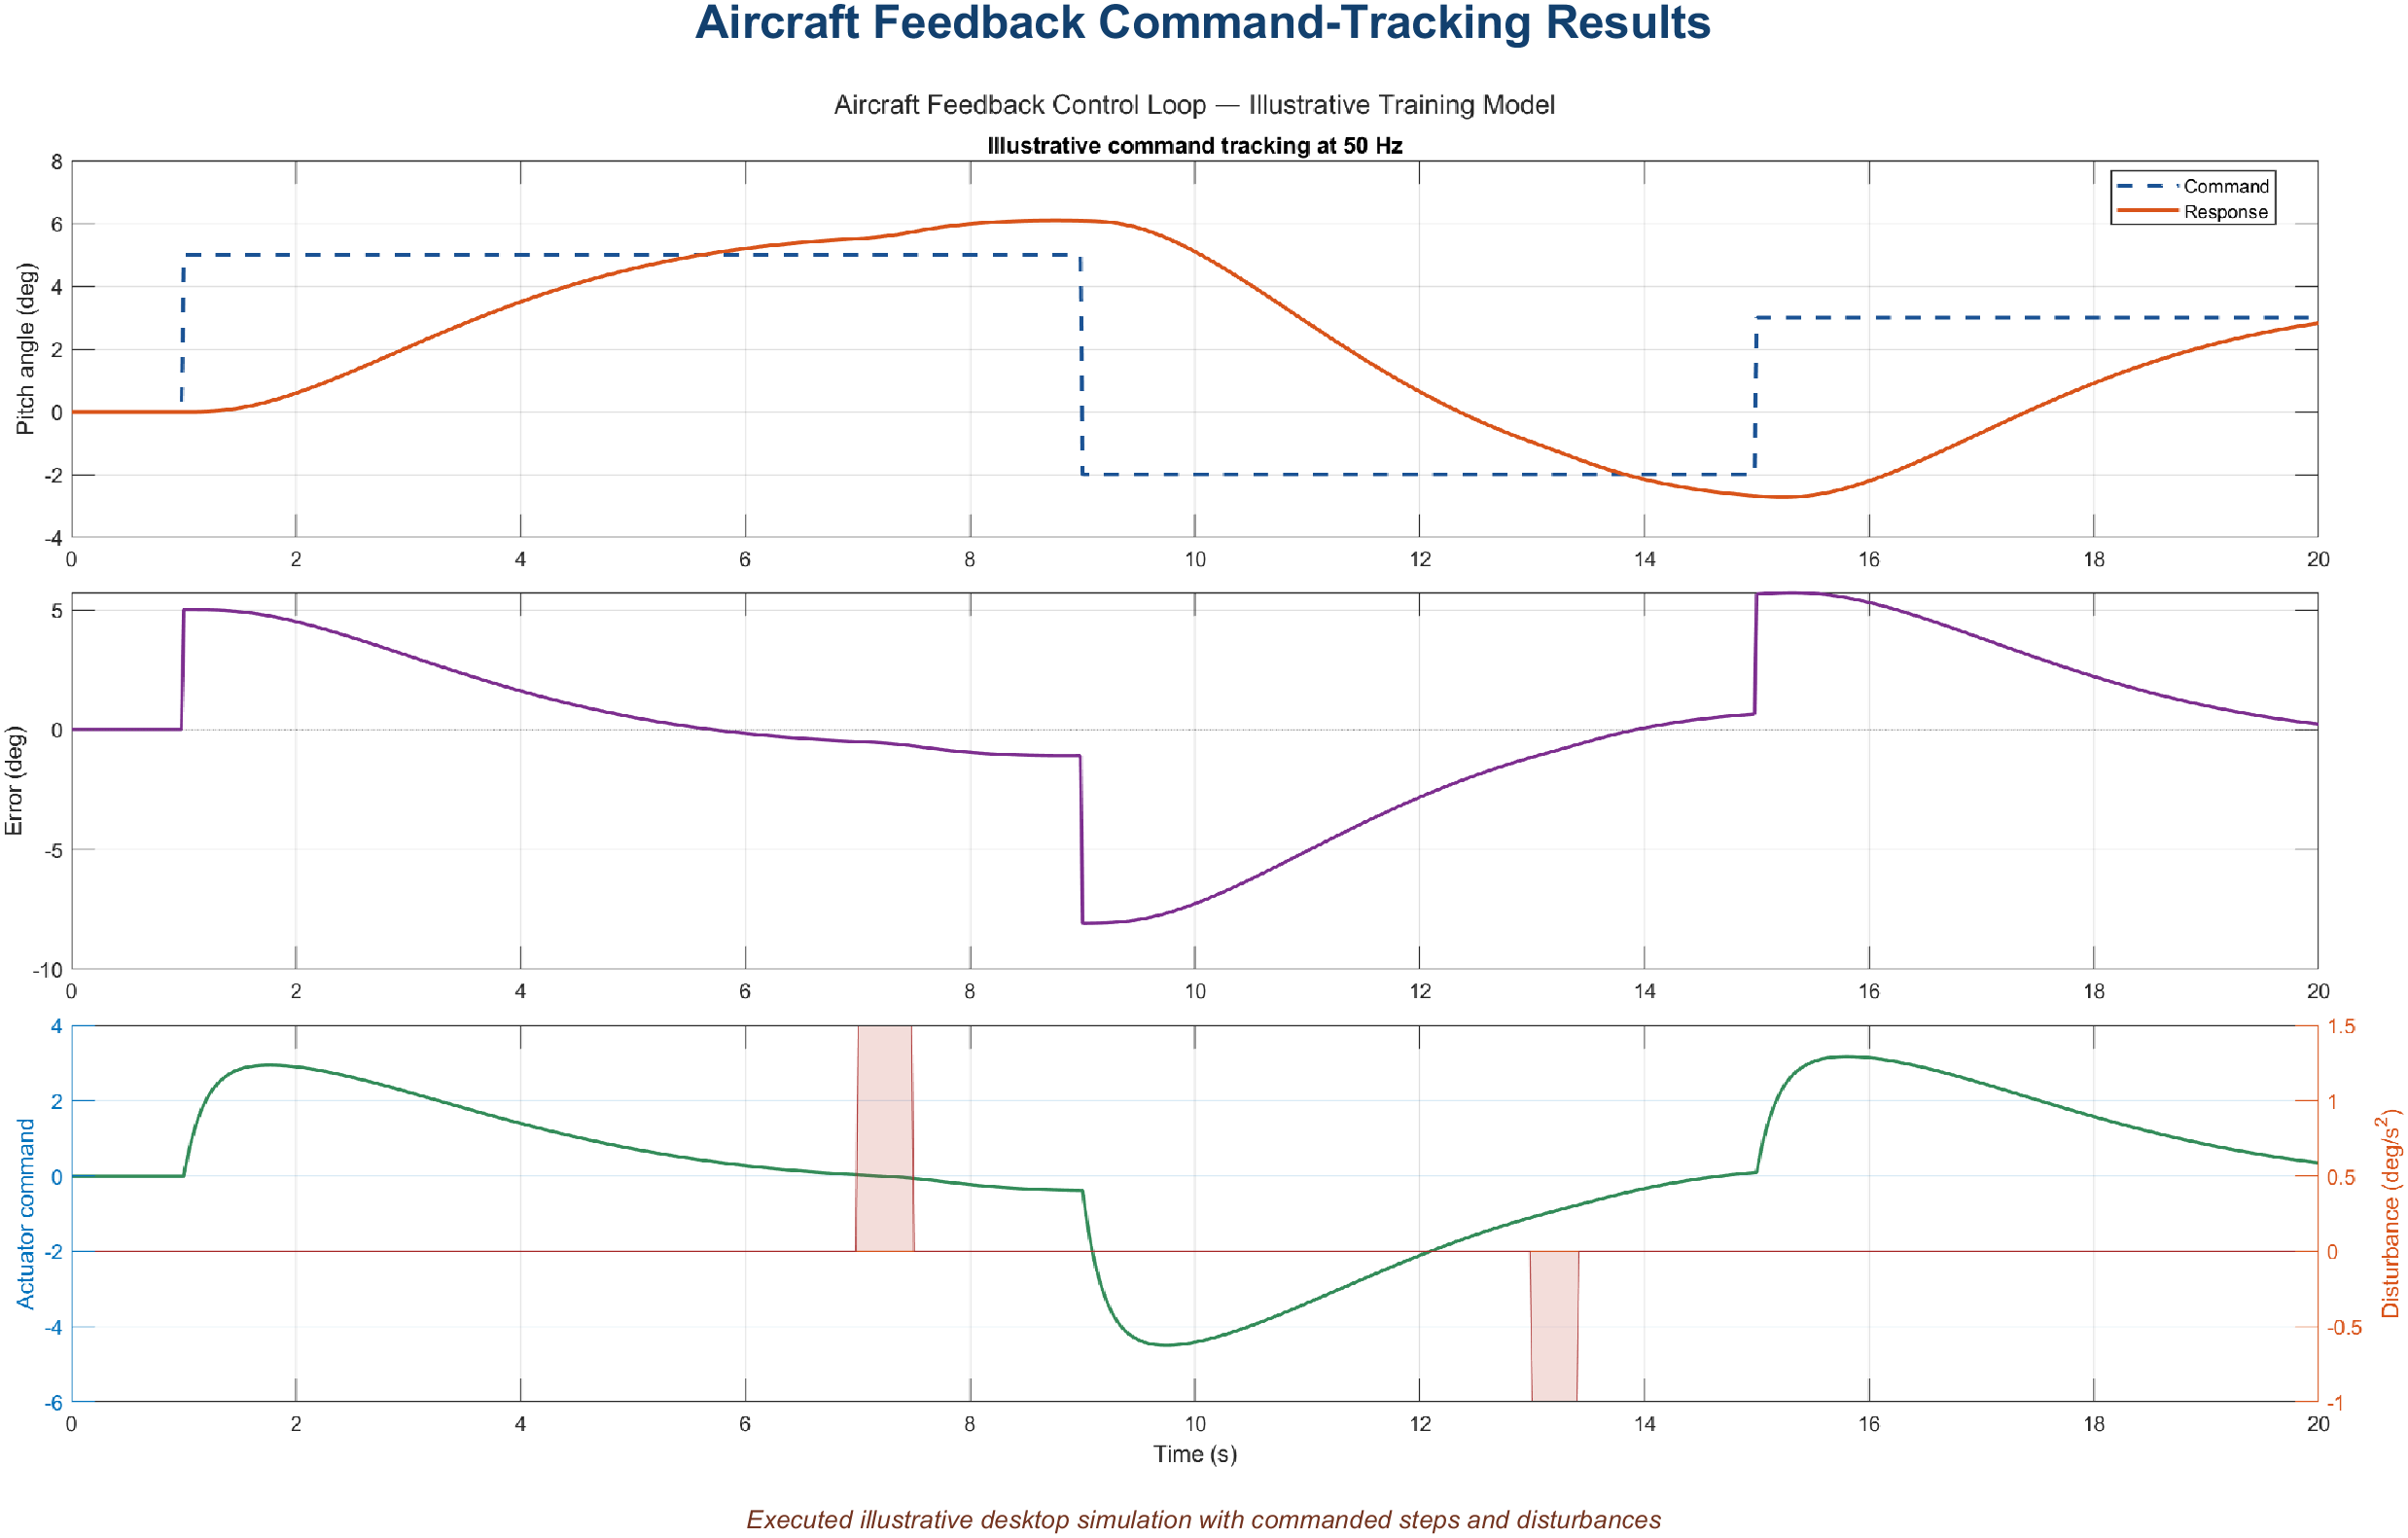 Aircraft Feedback Command-Tracking Results
Aircraft Feedback Control Loop — Illustrative Training Model
Illustrative command tracking at 50 Hz
Pitch angle (deg)
8
6
4
2
0
-2
-4
Command
Response
0 2 4 6 8 10 12 14 16 18 20
Error (deg)
5
0
-5
-10
0 2 4 6 8 10 12 14 16 18 20
Actuator command
4
2
0
-2
-4
-6
1.5
1
0.5
0
-0.5
-1
Disturbance (deg/s²)
0 2 4 6 8 10 12 14 16 18 20
Time (s)
Executed illustrative desktop simulation with commanded steps and disturbances